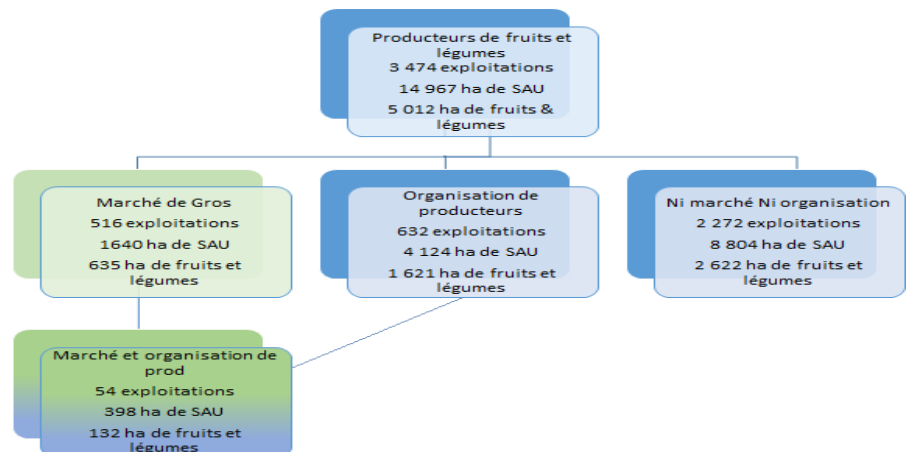 Producteurs de fruits et
légumes
3 474 exploitations
14 967 ha de SAU
5 012 ha de fruits &
légumes
Marché de Gros
516 exploitations
1640 ha de SAU
635 ha de fruits et
légumes
Organisation de
producteurs
632 exploitations
4 124 ha de SAU
1 621 ha de fruits et
légumes
Ni marché Ni organisation
2 272 exploitations
8 804 ha de SAU
2 622 ha de fruits et
légumes
Marché et organisation de
prod
54 exploitations
398 ha de SAU
132 ha de fruits et
légumes